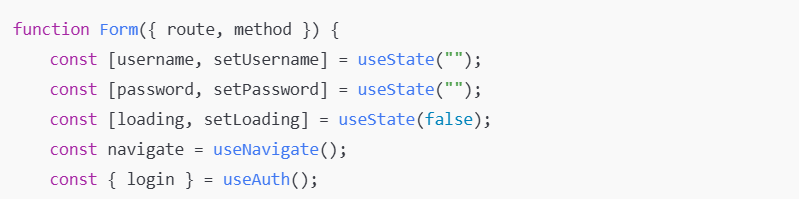 function Form({ route, method }) {
    const [username, setUsername] = useState("");
    const [password, setPassword] = useState("");
    const [loading, setLoading] = useState(false);
    const navigate = useNavigate();
    const { login } = useAuth();